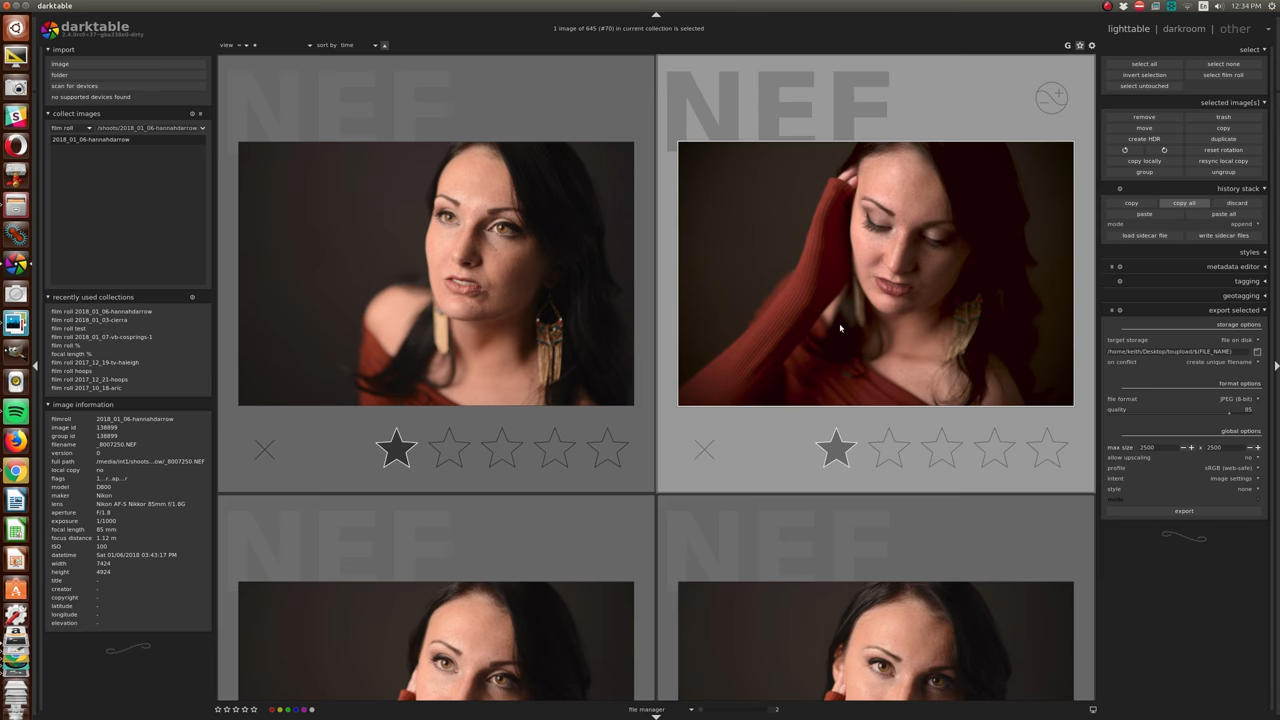 darktable
En
12:34 PM
darktable
2.4.0rc0+37~gba338e0-dirty
1 image of 645 (#70) in current collection is selected
lighttable | darkroom | other
import
image
folder
scan for devices
no supported devices found
collect images
film roll
/shoots/2018_01_06-hannahdarrow
2018_01_06-hannahdarrow
recently used collections
film roll 2018_01_06-hannahdarrow
film roll 2018_01_03-cierra
film roll test
film roll 2018_01_07-vb-cosprings-1
film roll %
focal length %
film roll 2017_12_19-tv-haleigh
film roll hoops
film roll 2017_12_21-hoops
film roll 2017_10_18-aric
image information
filmroll 2018_01_06-hannahdarrow
image id 138899
group id 138899
filename _8007250.NEF
version 0
full path /media/int1/shoots...ow/_8007250.NEF
local copy no
flags 1...r..ap...r
model D800
maker Nikon
lens Nikon AF-S Nikkor 85mm f/1.8G
aperture F/1.8
exposure 1/1000
focal length 85 mm
focus distance 1.12 m
ISO 100
datetime Sat 01/06/2018 03:43:17 PM
width 7424
height 4924
title -
creator -
copyright -
latitude -
longitude -
elevation -
view
sort by time
G
NEF
NEF
NEF
NEF
file manager
2
select
select all select none
invert selection select film roll
select untouched
selected image[s]
remove trash
move copy
create HDR duplicate
reset rotation
copy locally resync local copy
group ungroup
history stack
copy copy all discard
paste paste all
mode append
load sidecar file write sidecar files
styles
metadata editor
tagging
geotagging
export selected
storage options
target storage file on disk
/home/keith/Desktop/toupload/$(FILE_NAME)
on conflict create unique filename
format options
file format JPEG (8-bit)
quality 85
global options
max size 2500 x 2500
allow upscaling no
profile sRGB (web-safe)
intent image settings
style none
mode
export